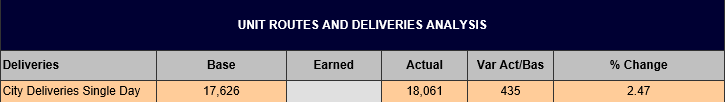 UNIT ROUTES AND DELIVERIES ANALYSIS
Deliveries Base Earned Actual Var Act/Bas % Change
City Deliveries Single Day 17,626 18,061 435 2.47